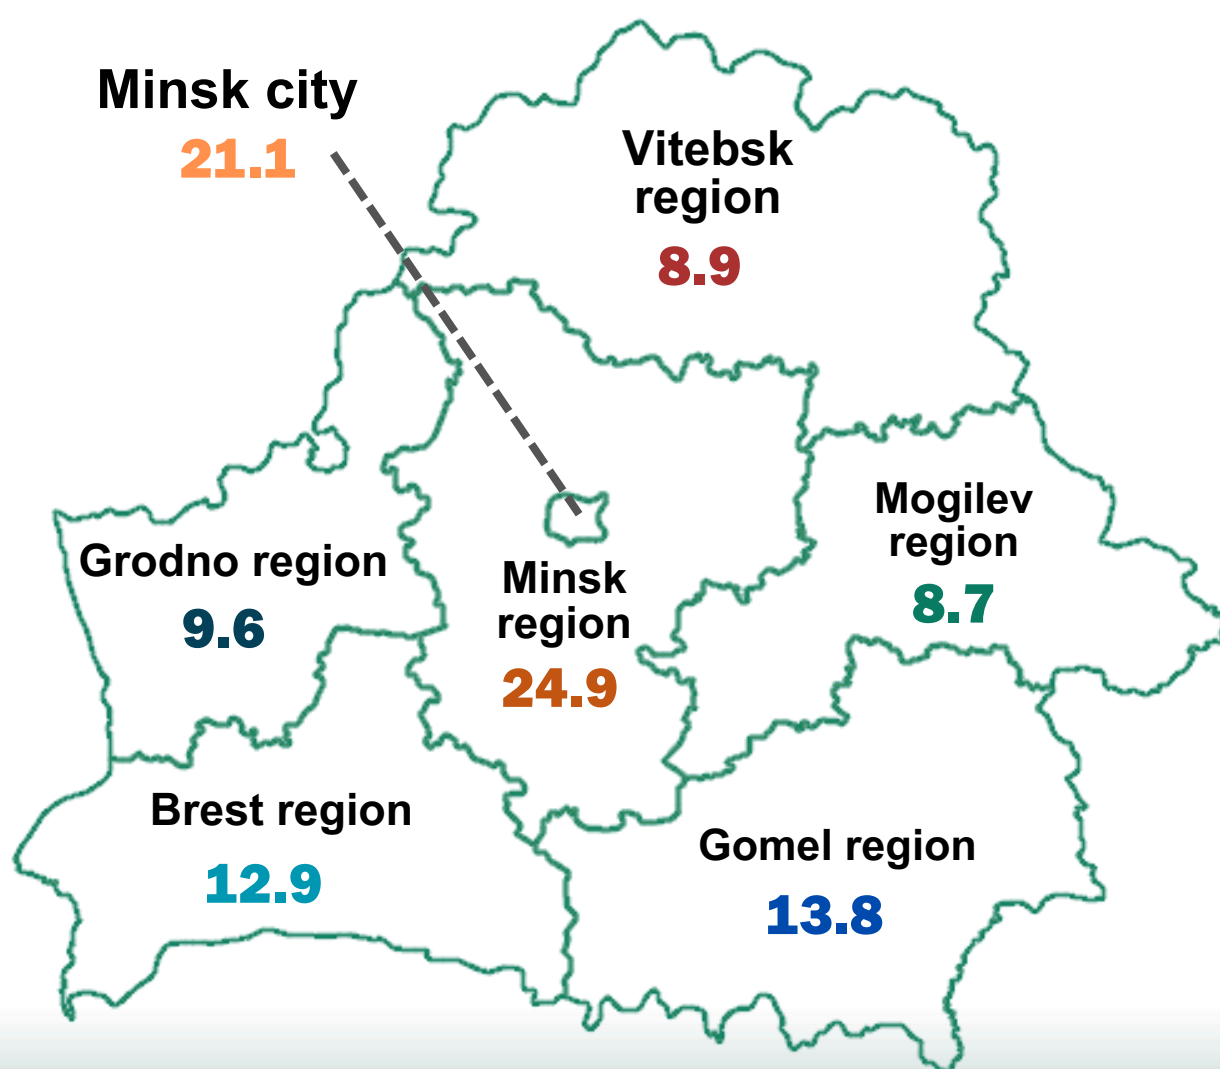 Minsk city
21.1
Vitebsk
region
8.9
Mogilev
region
8.7
Grodno region
9.6
Minsk
region
24.9
Brest region
12.9
Gomel region
13.8